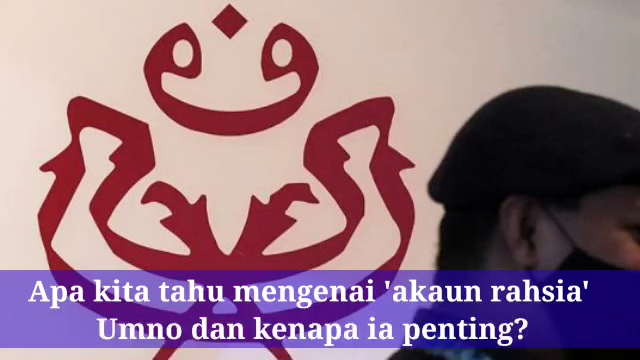 Apa kita tahu mengenai 'akaun rahsia'
Umno dan kenapa ia penting?